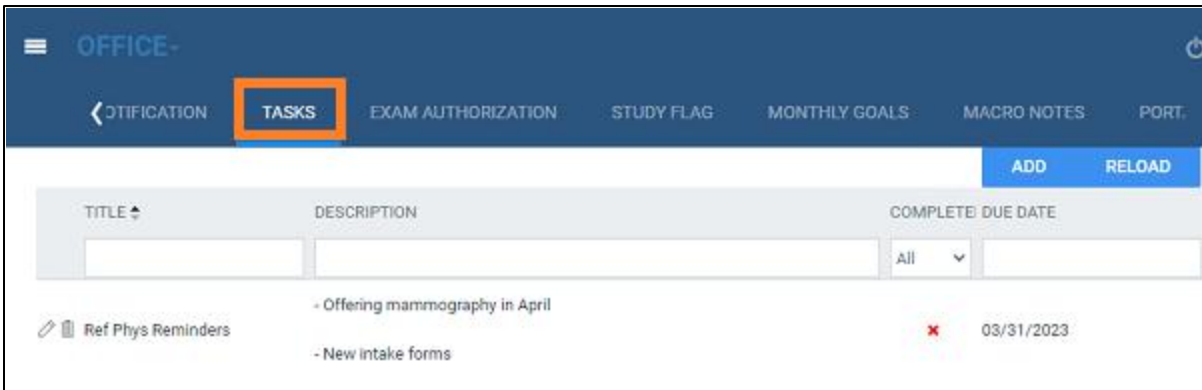 OFFICE-
OTIFICATION TASKS EXAM AUTHORIZATION STUDY FLAG MONTHLY GOALS MACRO NOTES PORT.
ADD RELOAD
TITLE DESCRIPTION COMPLETE DUE DATE
All
- Offering mammography in April
Ref Phys Reminders 03/31/2023
- New intake forms